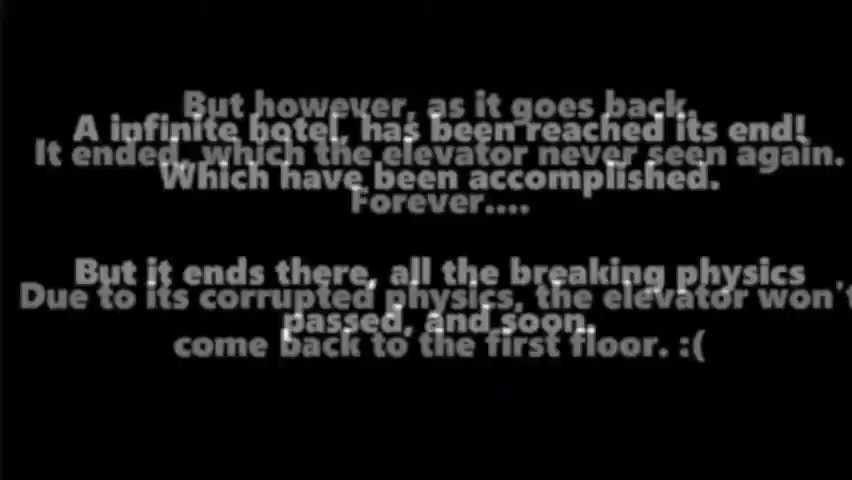 But however, as it goes back.
A infinite hotel, has been reached its end!
It ended, which the elevator never seen again.
Which have been accomplished.
Forever....
But it ends there, all the breaking physics
Due to its corrupted physics, the elevator won't
passed, and soon.
come back to the first floor. :(